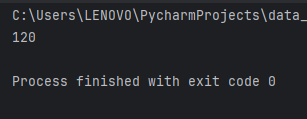 C:\Users\LENOVO\PycharmProjects\data_
120
Process finished with exit code 0